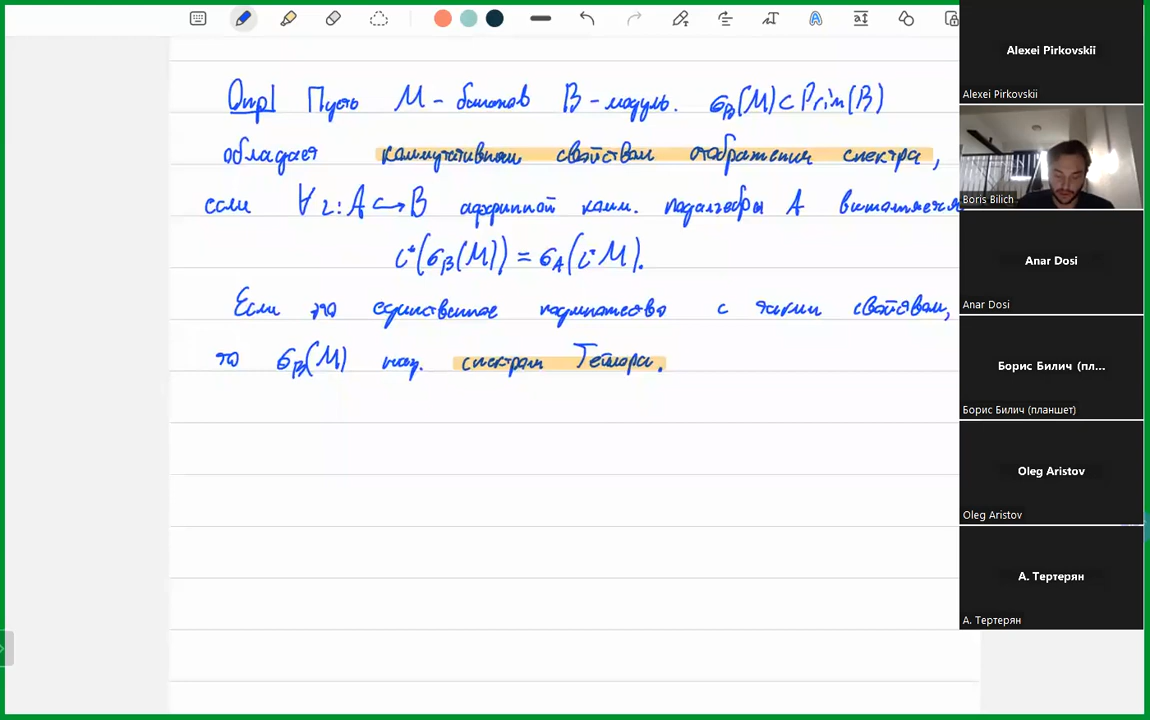 Опр| Пусть M - банахов B-модуль. σ_B(M) ⊂ Prim(B)
обладает коммутативным свойством отображения спектра,
если ∀ ι: A ↪ B аффинной комм. подалгебры A выполняется
ι*(σ_B(M)) = σ_A(ι*M).
Если это единственное подмножество с таким свойством,
то σ_B(M) наз. спектром Тейлора.
Alexei Pirkovskii
Alexei Pirkovskii
Boris Bilich
Anar Dosi
Anar Dosi
Борис Билич (пл...
Борис Билич (планшет)
Oleg Aristov
Oleg Aristov
А. Тертерян
А. Тертерян